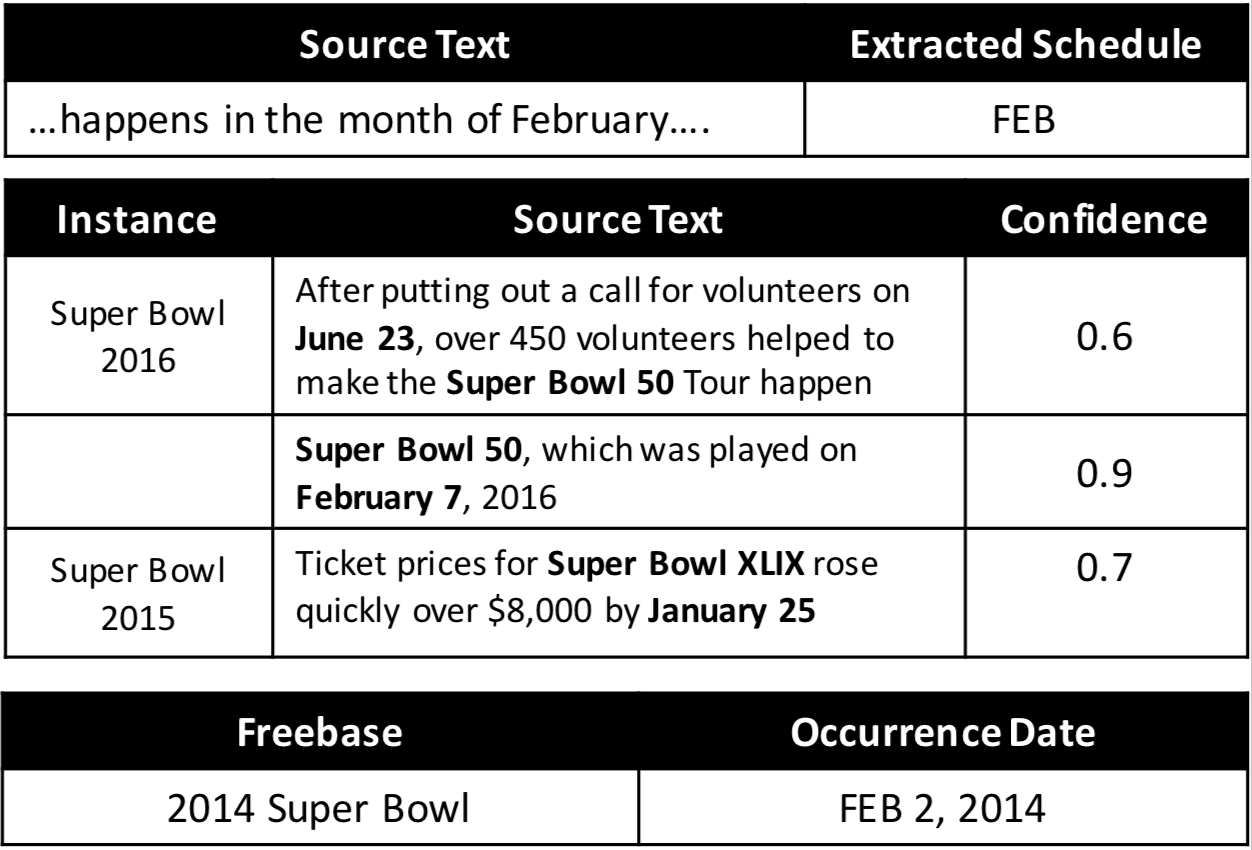 Source Text Extracted Schedule
...happens in the month of February....  FEB
Instance Source Text Confidence
Super Bowl
2016
After putting out a call for volunteers on
June 23, over 450 volunteers helped to
make the Super Bowl 50 Tour happen
0.6
Super Bowl 50, which was played on
February 7, 2016
0.9
Super Bowl
2015
Ticket prices for Super Bowl XLIX rose
quickly over $8,000 by January 25
0.7
Freebase Occurrence Date
2014 Super Bowl FEB 2, 2014